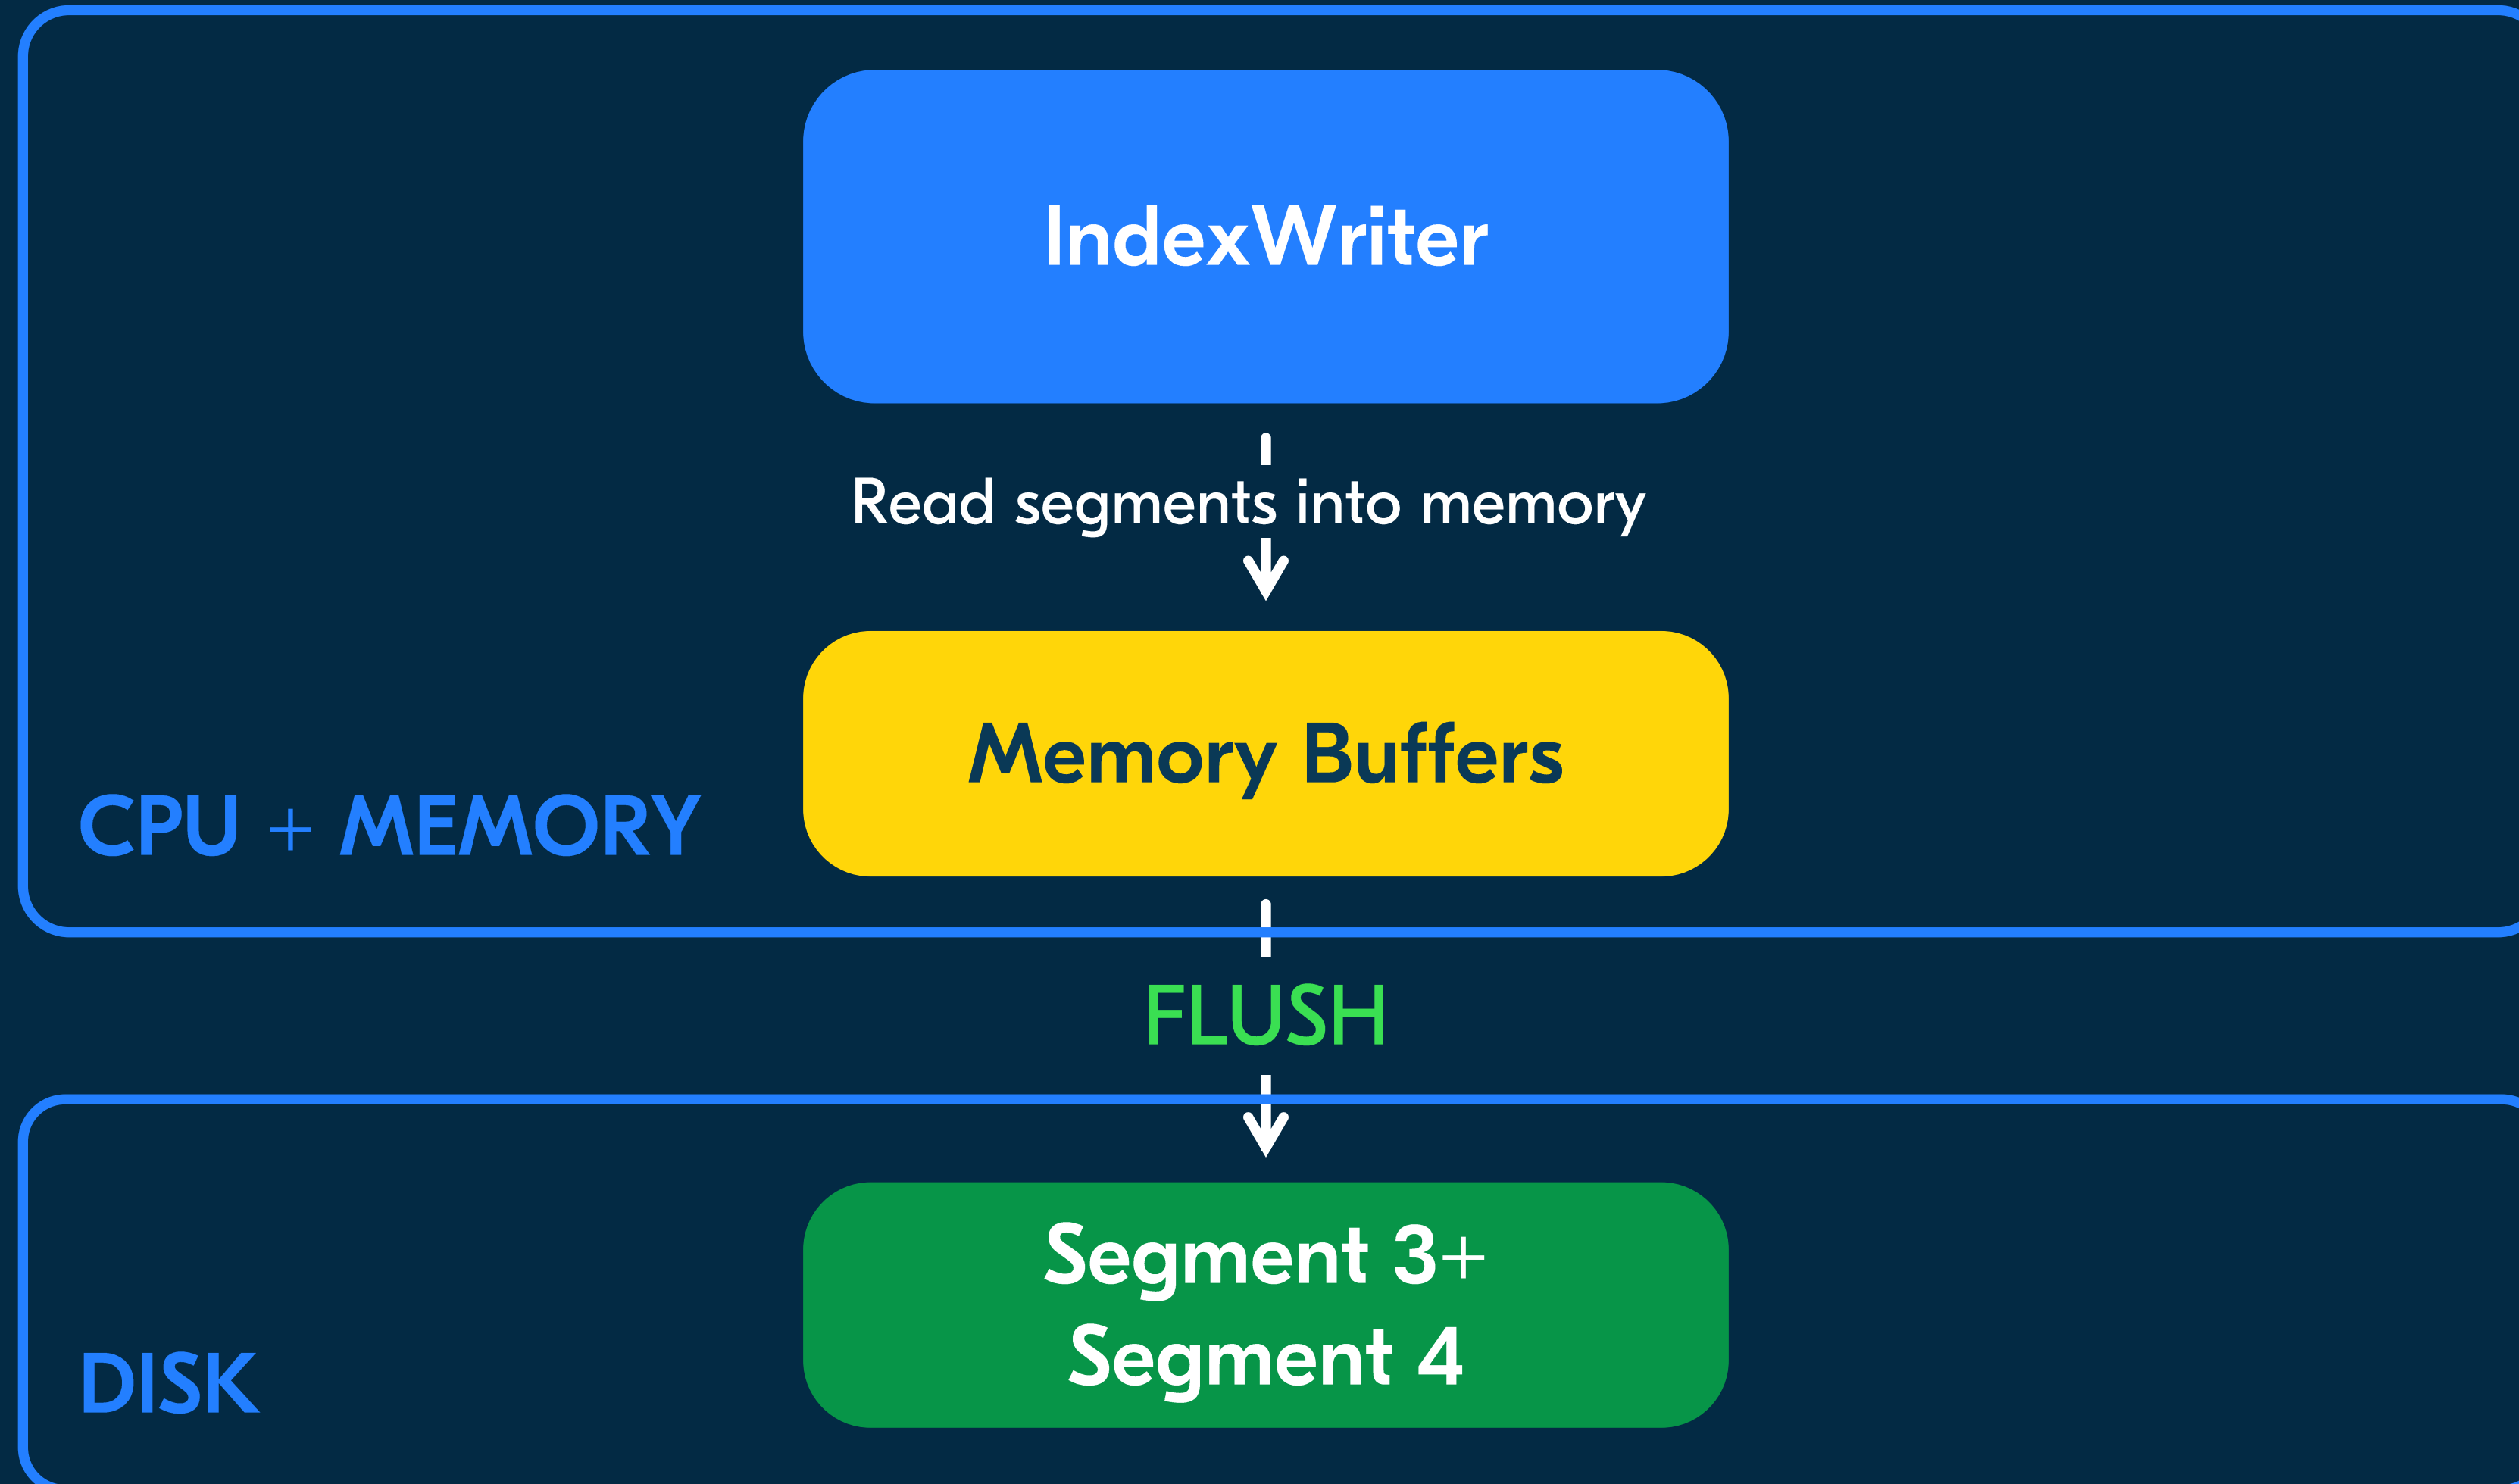 IndexWriter
Read segments into memory
Memory Buffers
CPU + MEMORY
FLUSH
Segment 3+
Segment 4
DISK